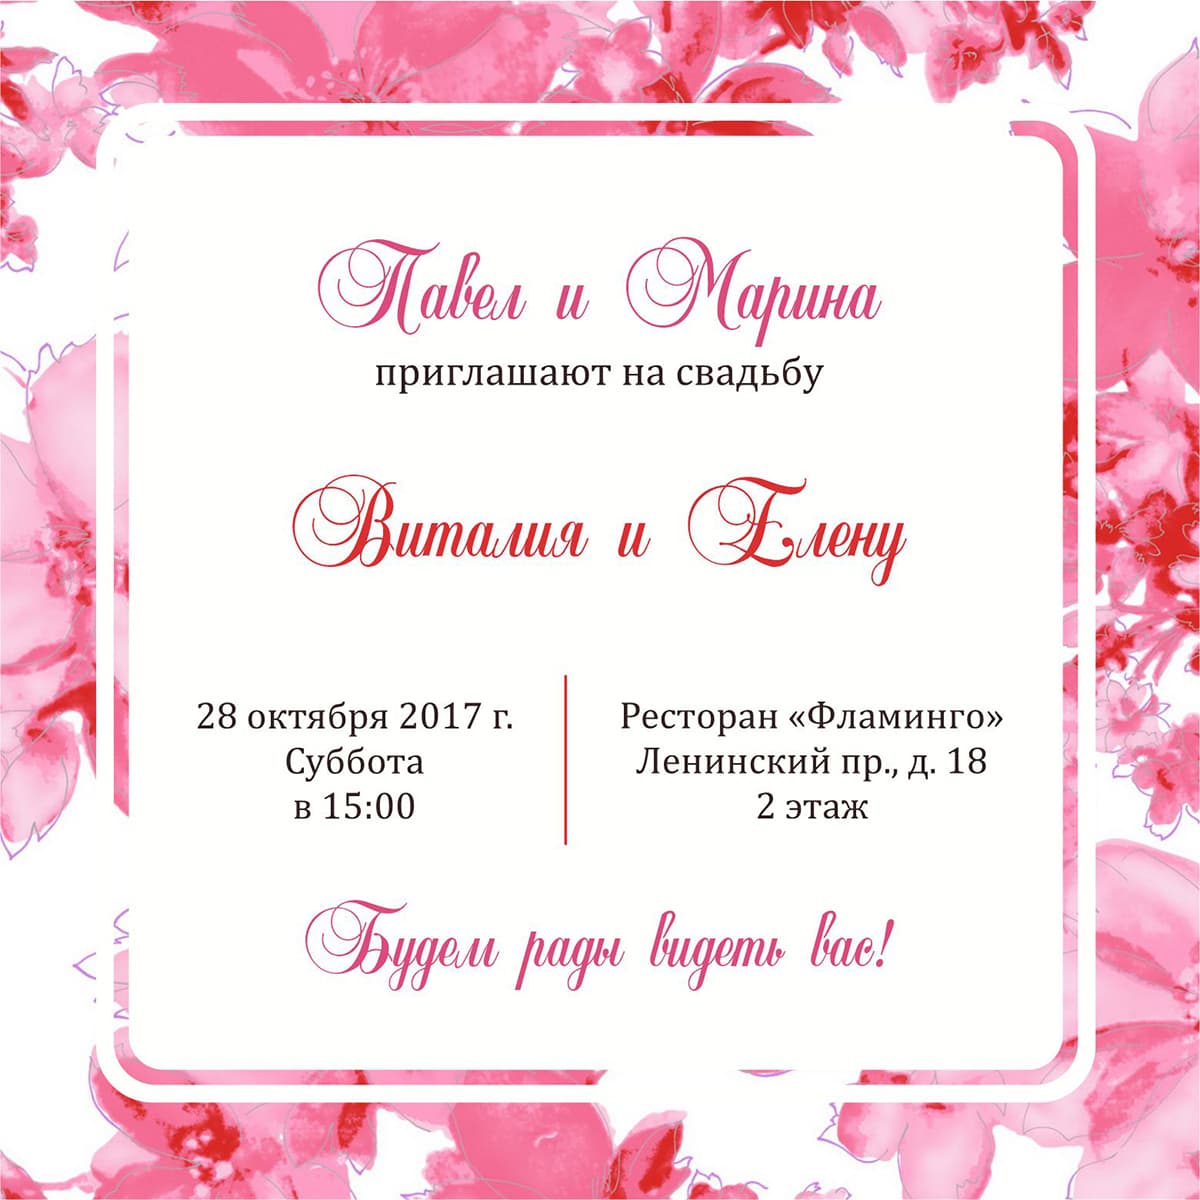 Павел и Марина
приглашают на свадьбу
Виталия и Елену
28 октября 2017 г.
Суббота
в 15:00
Ресторан «Фламинго»
Ленинский пр., д. 18
2 этаж
Будем рады видеть вас!